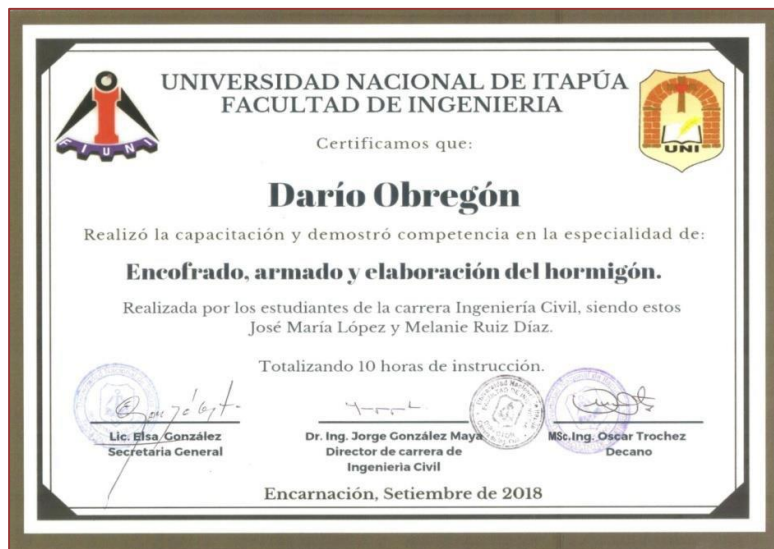 UNIVERSIDAD NACIONAL DE ITAPÚA
FACULTAD DE INGENIERIA
FIUNI
UNI
Certificamos que:
Darío Obregón
Realizó la capacitación y demostró competencia en la especialidad de:
Encofrado, armado y elaboración del hormigón.
Realizada por los estudiantes de la carrera Ingeniería Civil, siendo estos
José María López y Melanie Ruiz Díaz.
Totalizando 10 horas de instrucción.
Lic. Elsa González
Secretaria General
Dr. Ing. Jorge González Maya
Director de carrera de
Ingeniería Civil
MSc.Ing. Oscar Trochez
Decano
Encarnación, Setiembre de 2018